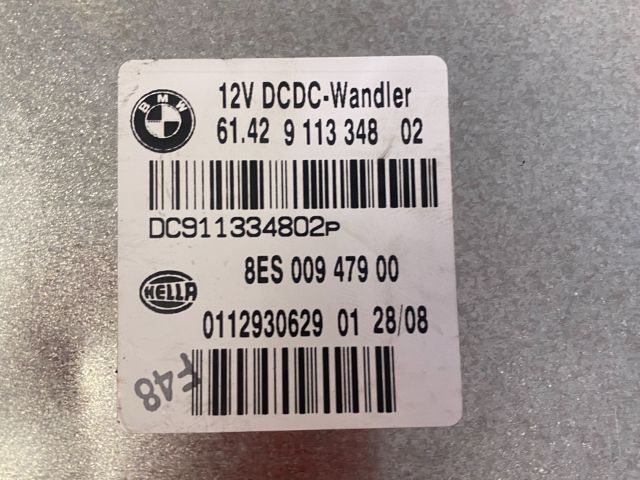 BMW
12V DCDC-Wandler
61.42 9 113 348 02
DC911334802P
8ES 009 479 00
HELLA
0112930629 01 28/08
F48